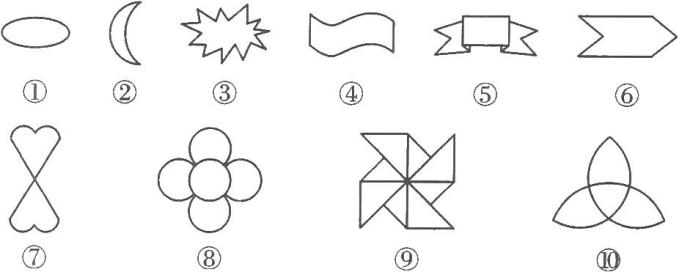 ① ② ③ ④ ⑤ ⑥
⑦ ⑧ ⑨ ⑩